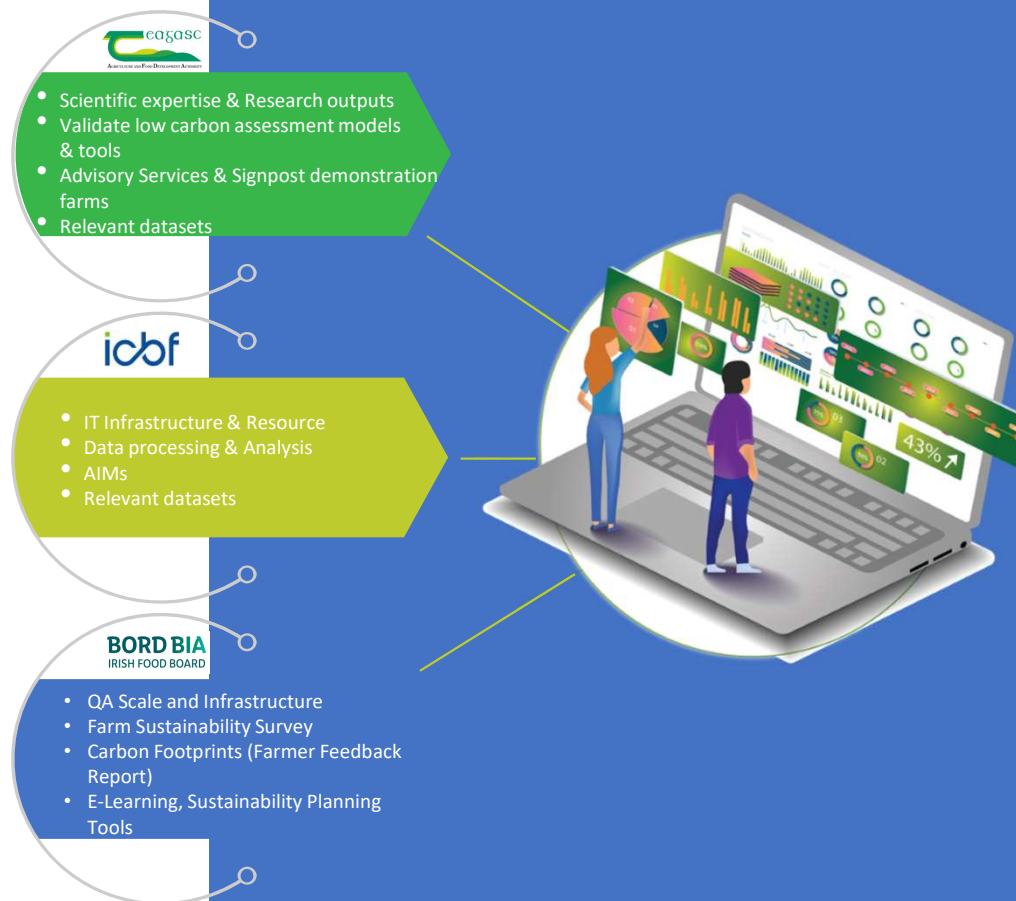 eagasc
AGRICULTURE AND FOOD DEVELOPMENT AUTHORITY
• Scientific expertise & Research outputs
• Validate low carbon assessment models
& tools
• Advisory Services & Signpost demonstration
farms
• Relevant datasets
icbf
• IT Infrastructure & Resource
• Data processing & Analysis
• AIMs
• Relevant datasets
BORD BIA
IRISH FOOD BOARD
• QA Scale and Infrastructure
• Farm Sustainability Survey
• Carbon Footprints (Farmer Feedback
Report)
• E-Learning, Sustainability Planning
Tools
03
02
43%